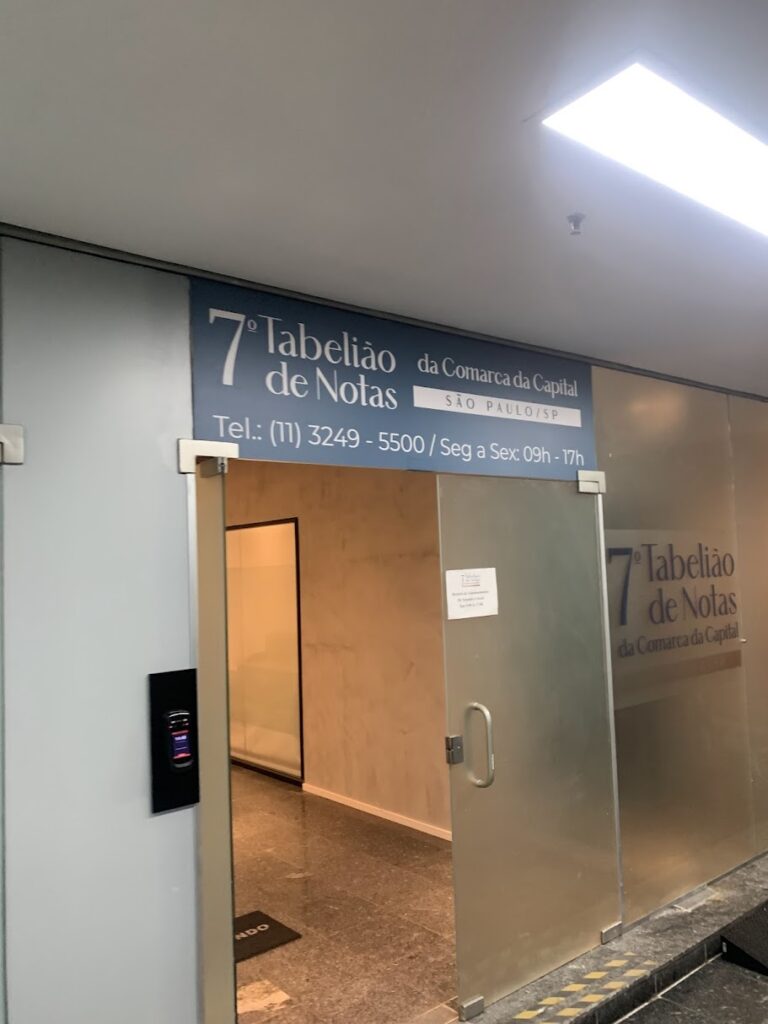 7º Tabelião
de Notas
da Comarca da Capital
SÃO PAULO/SP
Tel.: (11) 3249 - 5500 / Seg a Sex: 09h - 17h
7º Tabelião
de Notas
da Comarca da Capital
NDO